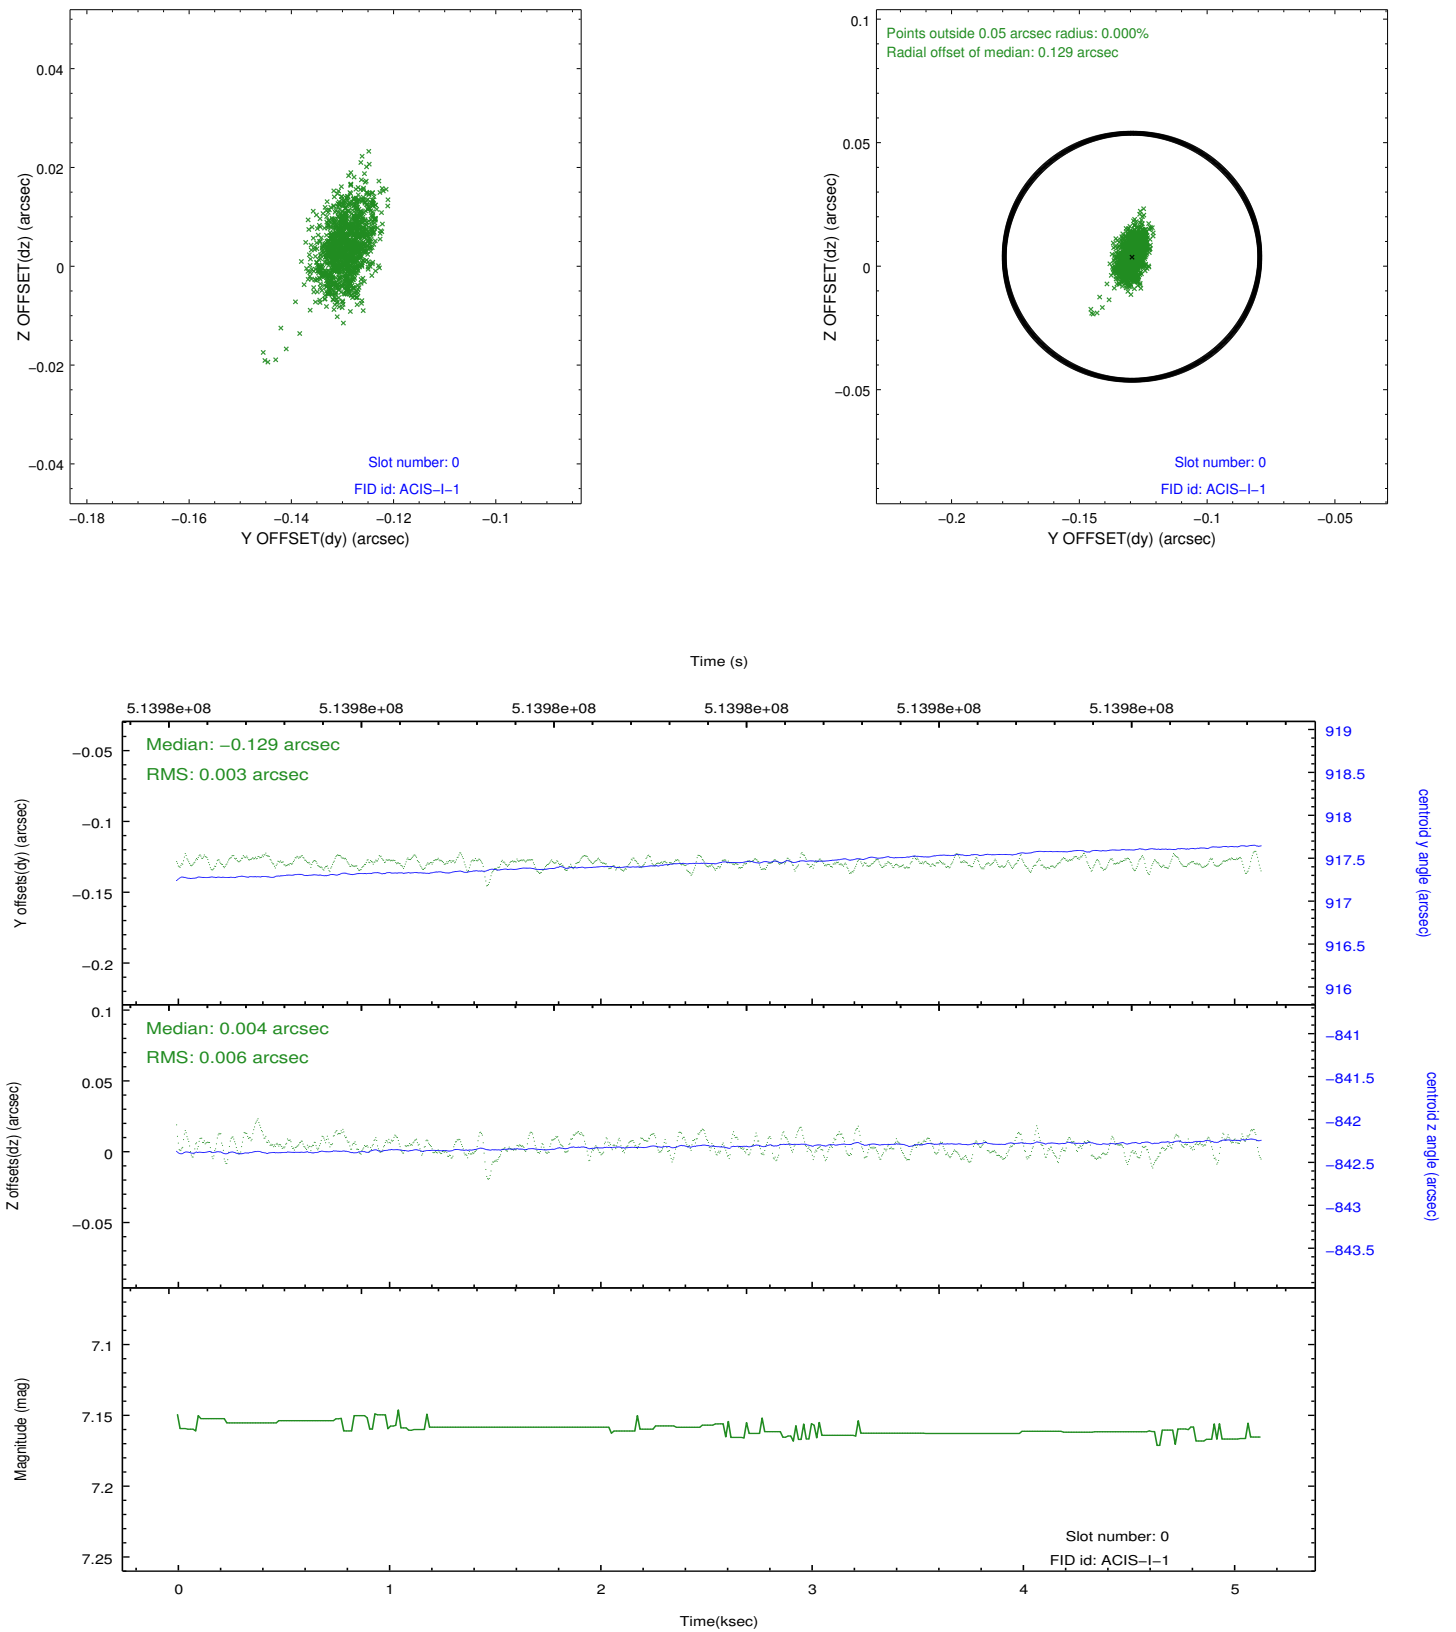 0.04
0.02
0
−0.02
−0.04
Z OFFSET(dz) (arcsec)
Slot number: 0
FID id: ACIS−I−1
−0.18
−0.16
−0.14
−0.12
−0.1
Y OFFSET(dy) (arcsec)
Points outside 0.05 arcsec radius: 0.000%
Radial offset of median: 0.129 arcsec
0.1
0.05
0
−0.05
Z OFFSET(dz) (arcsec)
Slot number: 0
FID id: ACIS−I−1
−0.2
−0.15
−0.1
−0.05
Y OFFSET(dy) (arcsec)
Time (s)
5.1398e+08
5.1398e+08
5.1398e+08
5.1398e+08
5.1398e+08
5.1398e+08
Median: −0.129 arcsec
RMS: 0.003 arcsec
−0.05
−0.1
−0.15
−0.2
Y offsets(dy) (arcsec)
919
918.5
918
917.5
917
916.5
916
centroid y angle (arcsec)
Median: 0.004 arcsec
RMS: 0.006 arcsec
0.1
0.05
0
−0.05
Z offsets(dz) (arcsec)
−841
−841.5
−842
−842.5
−843
−843.5
centroid z angle (arcsec)
7.1
7.15
7.2
7.25
Magnitude (mag)
Slot number: 0
FID id: ACIS−I−1
0
1
2
3
4
5
Time(ksec)